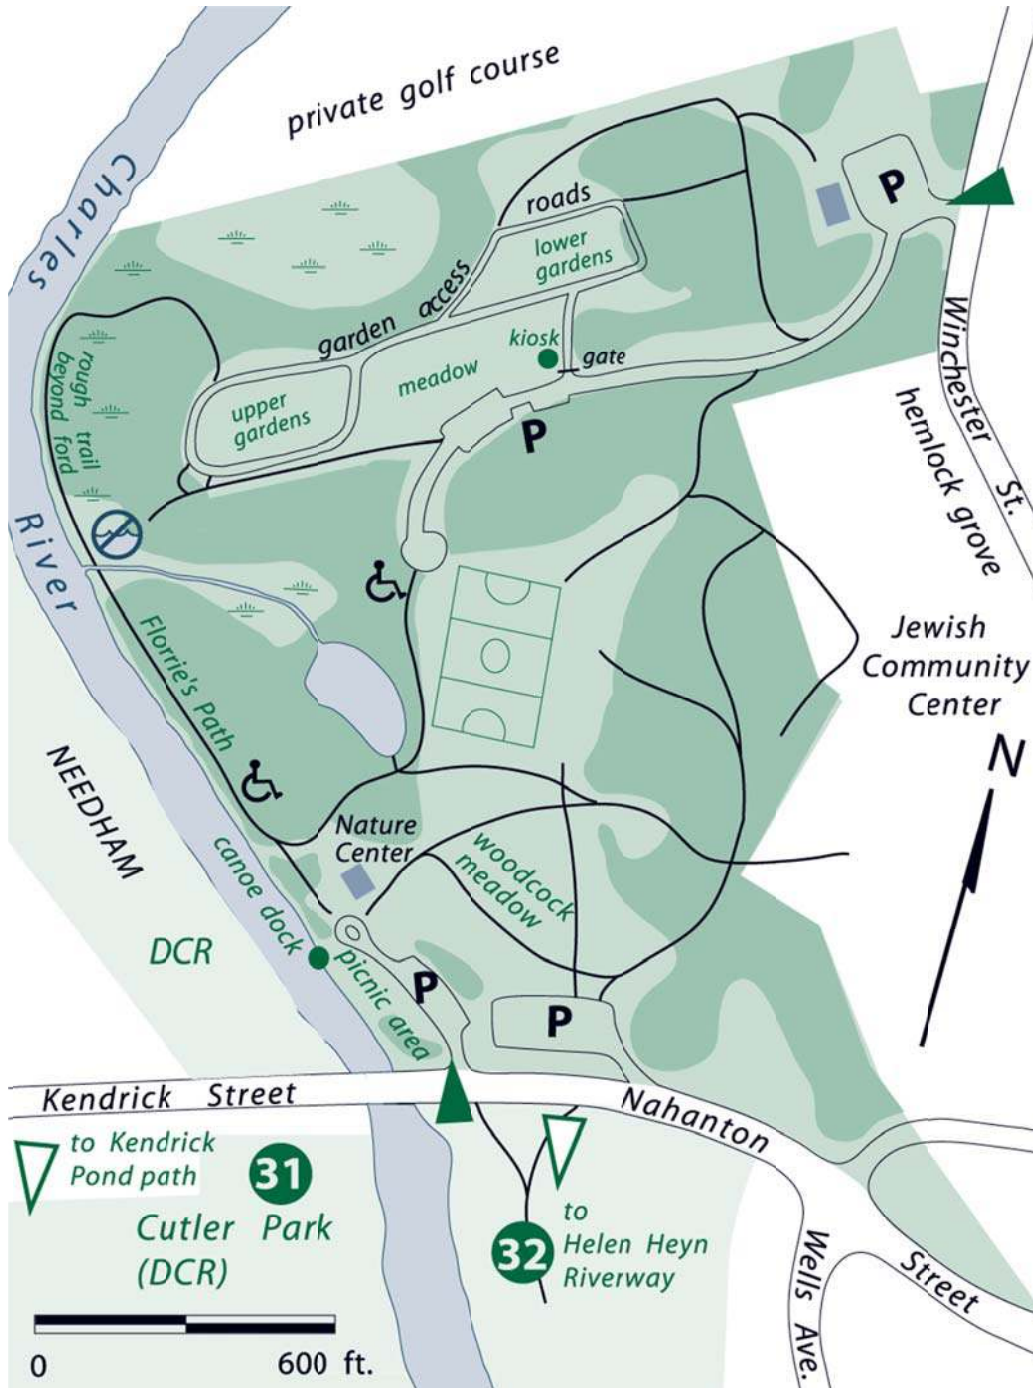 private golf course
Charles
River
roads
P
lower
gardens
garden access
kiosk
gate
meadow
upper
gardens
P
rough trail
beyond ford
Winchester St.
hemlock grove
Florrie's Path
Jewish
Community
Center
N
NEEDHAM
Nature
Center
woodcock
meadow
canoe dock
DCR
picnic area
P
P
Kendrick Street
Nahanton
Street
to Kendrick
Pond path
31
Cutler Park
(DCR)
to
Helen Heyn
Riverway
32
Wells Ave.
0 600 ft.